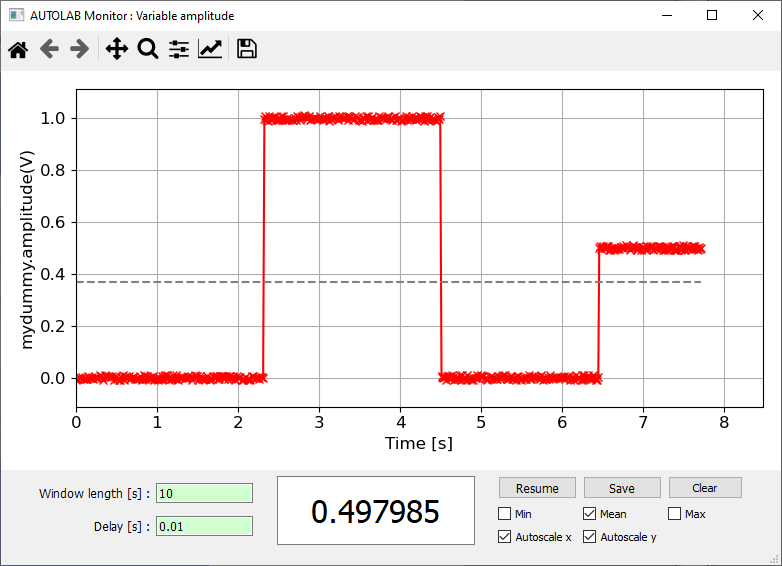 AUTOLAB Monitor : Variable amplitude
mydummy.amplitude(V)
1.0
0.8
0.6
0.4
0.2
0.0
0 1 2 3 4 5 6 7 8
Time [s]
Window length [s] : 10
Delay [s] : 0.01
0.497985
Resume Save Clear
Min Mean Max
Autoscale x Autoscale y